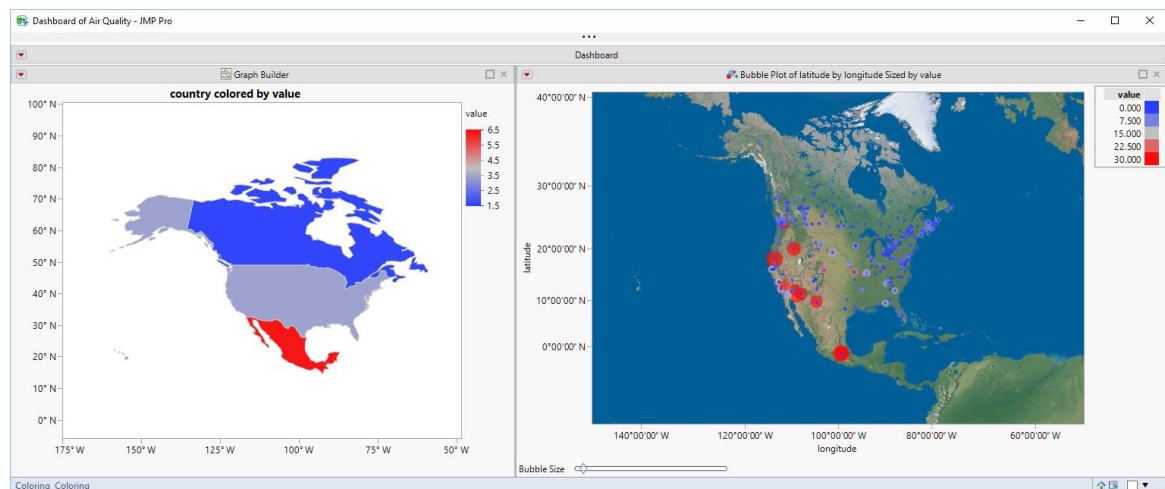 Dashboard of Air Quality - JMP Pro
Dashboard
Graph Builder
country colored by value
100° N
90° N
80° N
70° N
60° N
50° N
40° N
30° N
20° N
10° N
0° N
175° W
150° W
125° W
100° W
75° W
50° W
value
6.5
5.5
4.5
3.5
2.5
1.5
Bubble Plot of latitude by longitude Sized by value
latitude
40°00'00" N
30°00'00" N
20°00'00" N
10°00'00" N
0°00'00" N
140°00'00" W
120°00'00" W
100°00'00" W
80°00'00" W
60°00'00" W
longitude
value
0.000
7.500
15.000
22.500
30.000
Bubble Size
Coloring Coloring